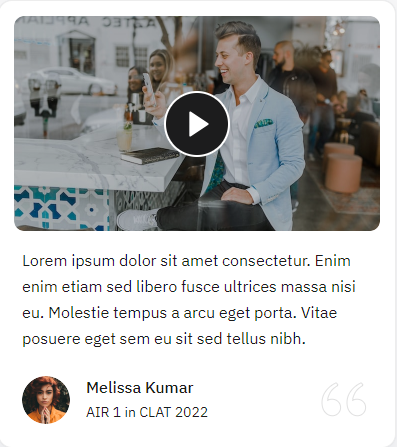 AZTEC
Lorem ipsum dolor sit amet consectetur. Enim
enim etiam sed libero fusce ultrices massa nisi
eu. Molestie tempus a arcu eget porta. Vitae
posuere eget sem eu sit sed tellus nibh.
Melissa Kumar
AIR 1 in CLAT 2022